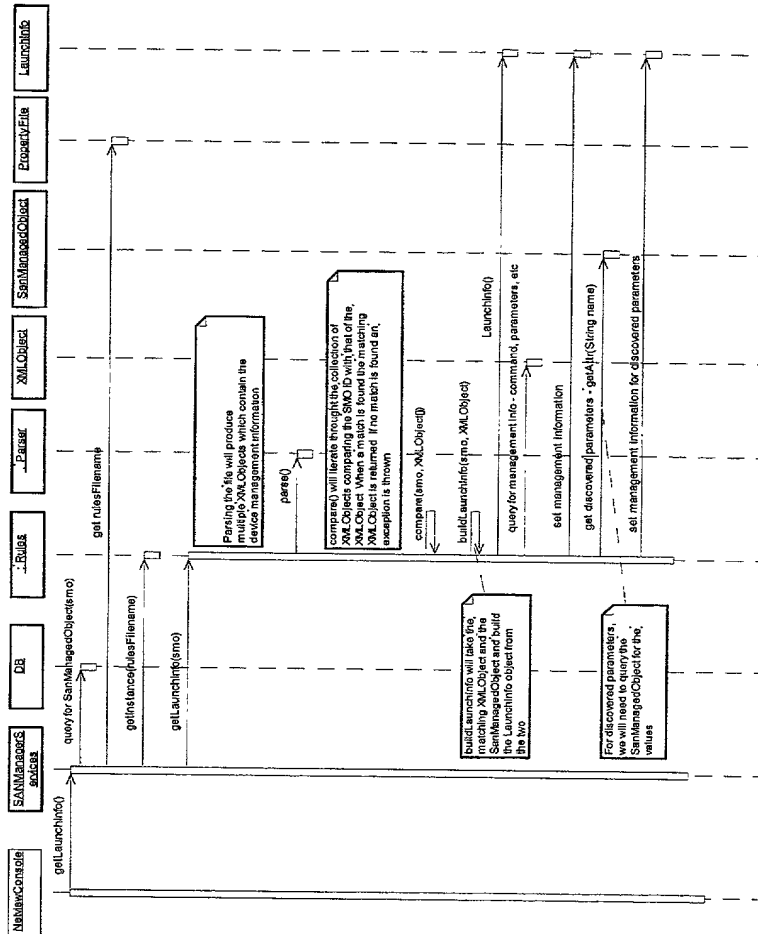 NetviewConsole
SANManagerS
ervices
DB
: Rules
: Parser
XMLObject
SanManagedObject
PropertyFile
LaunchInfo
getLaunchInfo()
query for SanManagedObject(smo)
get rulesFilename
getInstance(rulesFilename)
getLaunchInfo(smo)
Parsing the file will produce
multiple XMLObjects which contain the
device management information
parse()
compare() will iterate throught the collection of
XMLObjects comparing the SMO ID with that of the
XMLObject When a match is found the matching
XMLObject is returned If no match is found an
exception is thrown
compare(smo, XMLObject[])
buildLaunchInfo(smo, XMLObject)
buildLaunchInfo will take the
matching XMLObject and the
SanManagedObject and build
the LaunchInfo object from
the two
LaunchInfo()
query for management info - command, parameters, etc
set management information
get discovered parameters - getAttr(String name)
For discovered parameters,
we will need to query the
SanManagedObject for the
values
set management information for discovered parameters